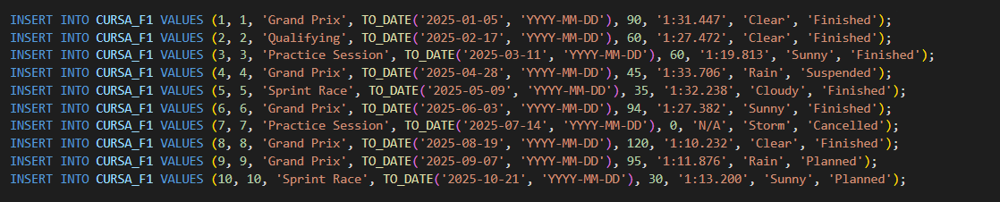 INSERT INTO CURSA_F1 VALUES (1, 1, 'Grand Prix', TO_DATE('2025-01-05', 'YYYY-MM-DD'), 90, '1:31.447', 'Clear', 'Finished');
INSERT INTO CURSA_F1 VALUES (2, 2, 'Qualifying', TO_DATE('2025-02-17', 'YYYY-MM-DD'), 60, '1:27.472', 'Clear', 'Finished');
INSERT INTO CURSA_F1 VALUES (3, 3, 'Practice Session', TO_DATE('2025-03-11', 'YYYY-MM-DD'), 60, '1:19.813', 'Sunny', 'Finished');
INSERT INTO CURSA_F1 VALUES (4, 4, 'Grand Prix', TO_DATE('2025-04-28', 'YYYY-MM-DD'), 45, '1:33.706', 'Rain', 'Suspended');
INSERT INTO CURSA_F1 VALUES (5, 5, 'Sprint Race', TO_DATE('2025-05-09', 'YYYY-MM-DD'), 35, '1:32.238', 'Cloudy', 'Finished');
INSERT INTO CURSA_F1 VALUES (6, 6, 'Grand Prix', TO_DATE('2025-06-03', 'YYYY-MM-DD'), 94, '1:27.382', 'Sunny', 'Finished');
INSERT INTO CURSA_F1 VALUES (7, 7, 'Practice Session', TO_DATE('2025-07-14', 'YYYY-MM-DD'), 0, 'N/A', 'Storm', 'Cancelled');
INSERT INTO CURSA_F1 VALUES (8, 8, 'Grand Prix', TO_DATE('2025-08-19', 'YYYY-MM-DD'), 120, '1:10.232', 'Clear', 'Finished');
INSERT INTO CURSA_F1 VALUES (9, 9, 'Grand Prix', TO_DATE('2025-09-07', 'YYYY-MM-DD'), 95, '1:11.876', 'Rain', 'Planned');
INSERT INTO CURSA_F1 VALUES (10, 10, 'Sprint Race', TO_DATE('2025-10-21', 'YYYY-MM-DD'), 30, '1:13.200', 'Sunny', 'Planned');